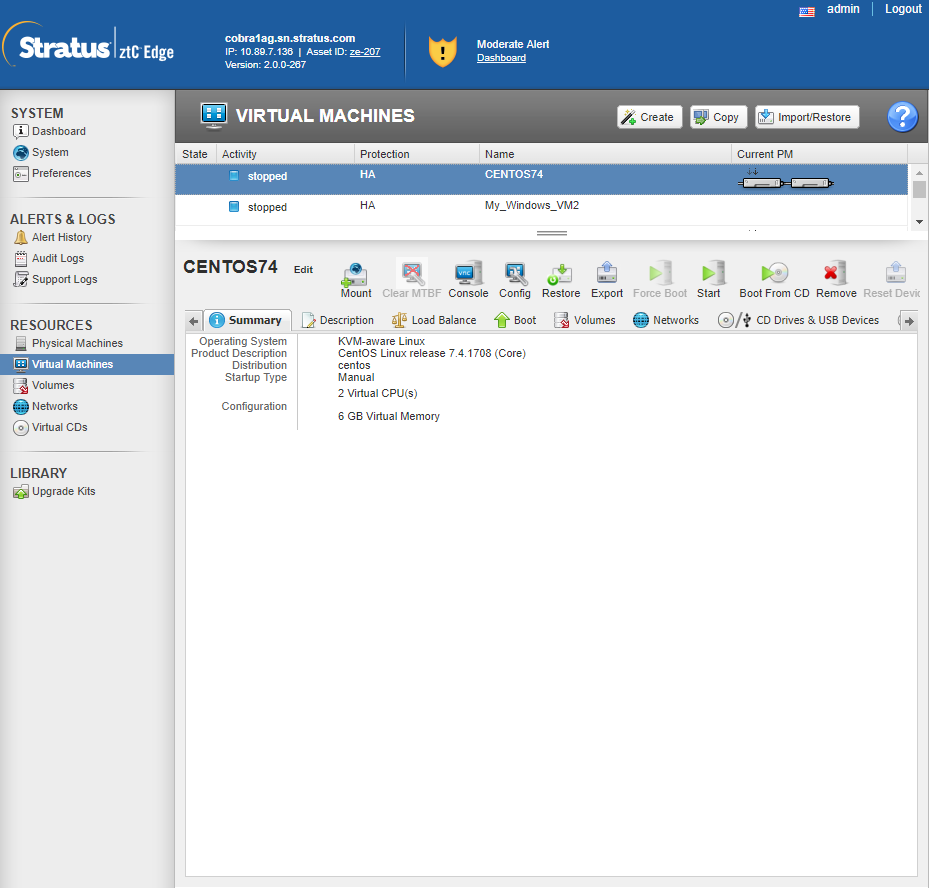 admin | Logout
Stratus ztC Edge
cobra1ag.sn.stratus.com
IP: 10.89.7.136 | Asset ID: ze-207
Version: 2.0.0-267
Moderate Alert
Dashboard
SYSTEM
Dashboard
System
Preferences
ALERTS & LOGS
Alert History
Audit Logs
Support Logs
RESOURCES
Physical Machines
Virtual Machines
Volumes
Networks
Virtual CDs
LIBRARY
Upgrade Kits
VIRTUAL MACHINES
Create Copy Import/Restore ?
State Activity Protection Name Current PM
stopped HA CENTOS74
stopped HA My_Windows_VM2
CENTOS74 Edit
Mount Clear MTBF Console Config Restore Export Force Boot Start Boot From CD Remove Reset Devic
Summary Description Load Balance Boot Volumes Networks CD Drives & USB Devices
Operating System KVM-aware Linux
Product Description CentOS Linux release 7.4.1708 (Core)
Distribution centos
Startup Type Manual
2 Virtual CPU(s)
Configuration
6 GB Virtual Memory